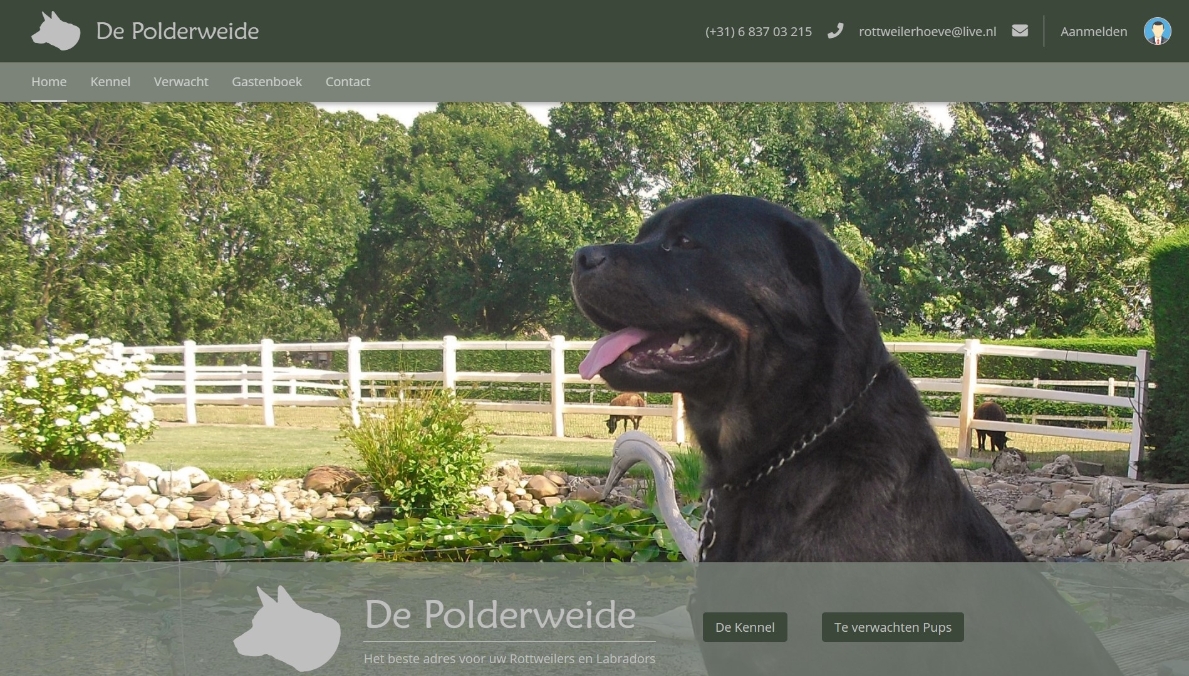 De Polderweide
(+31) 6 837 03 215
rottweilerhoeve@live.nl
Aanmelden
Home
Kennel
Verwacht
Gastenboek
Contact
De Polderweide
Het beste adres voor uw Rottweilers en Labradors
De Kennel
Te verwachten Pups